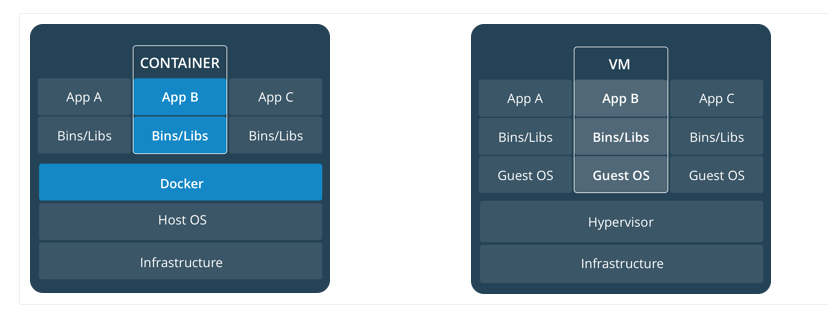 CONTAINER
App A App B App C
Bins/Libs Bins/Libs Bins/Libs
Docker
Host OS
Infrastructure
VM
App A App B App C
Bins/Libs Bins/Libs Bins/Libs
Guest OS Guest OS Guest OS
Hypervisor
Infrastructure